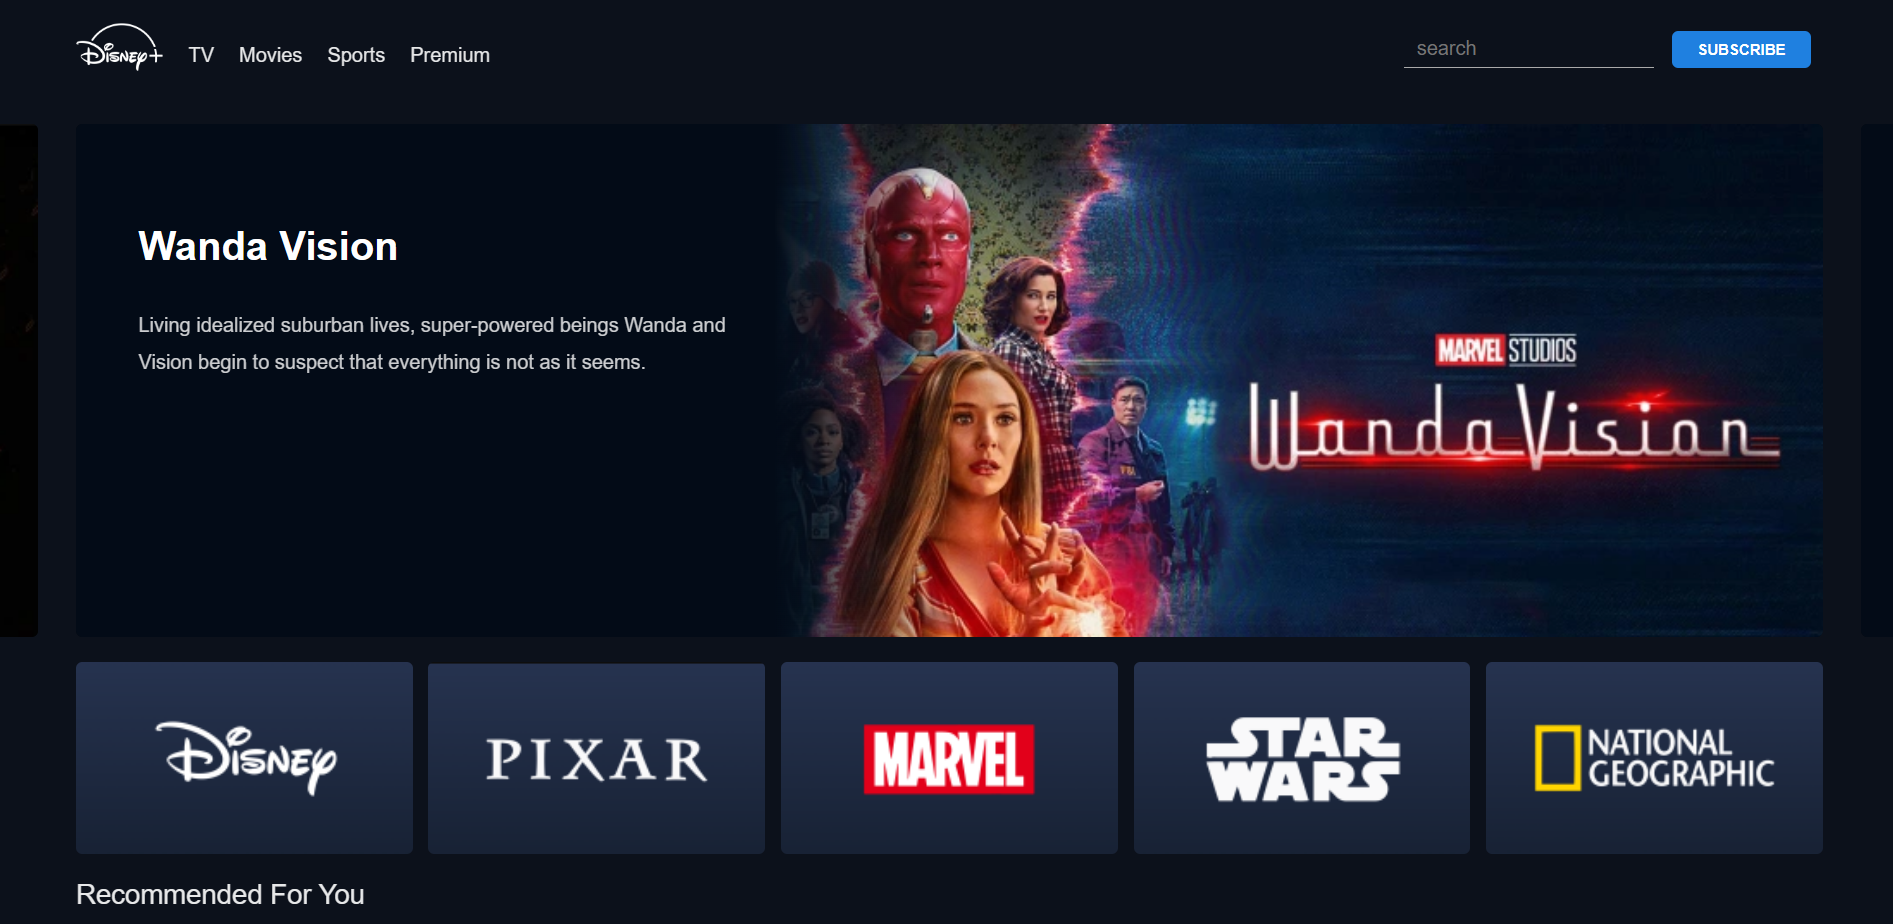 Disney+ TV Movies Sports Premium
search
SUBSCRIBE
Wanda Vision
Living idealized suburban lives, super-powered beings Wanda and
Vision begin to suspect that everything is not as it seems.
FBI
MARVEL STUDIOS
WandaVision
Disney
PIXAR
MARVEL
STAR
WARS
NATIONAL
GEOGRAPHIC
Recommended For You